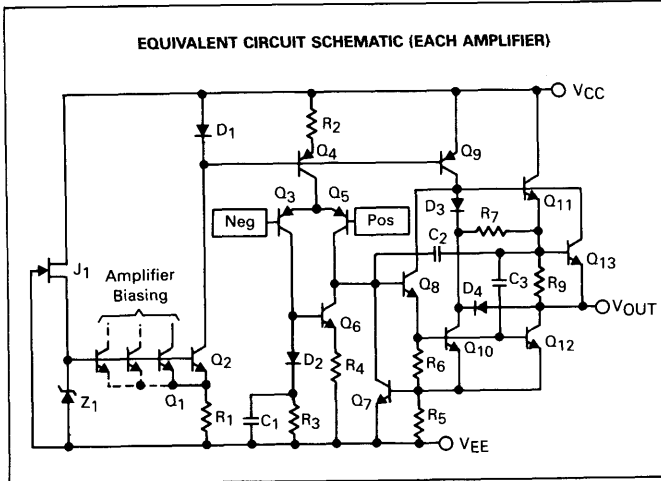 EQUIVALENT CIRCUIT SCHEMATIC (EACH AMPLIFIER)
VCC
D1
R2
Q4
Q9
Q3
Q5
Q11
Neg
Pos
D3
R7
C2
Q13
J1
Amplifier
Biasing
Q8
C3
R9
D4
VOUT
Q6
Q2
D2
Q10
Q12
R4
R6
Z1
Q1
R1
C1
R3
Q7
R5
VEE